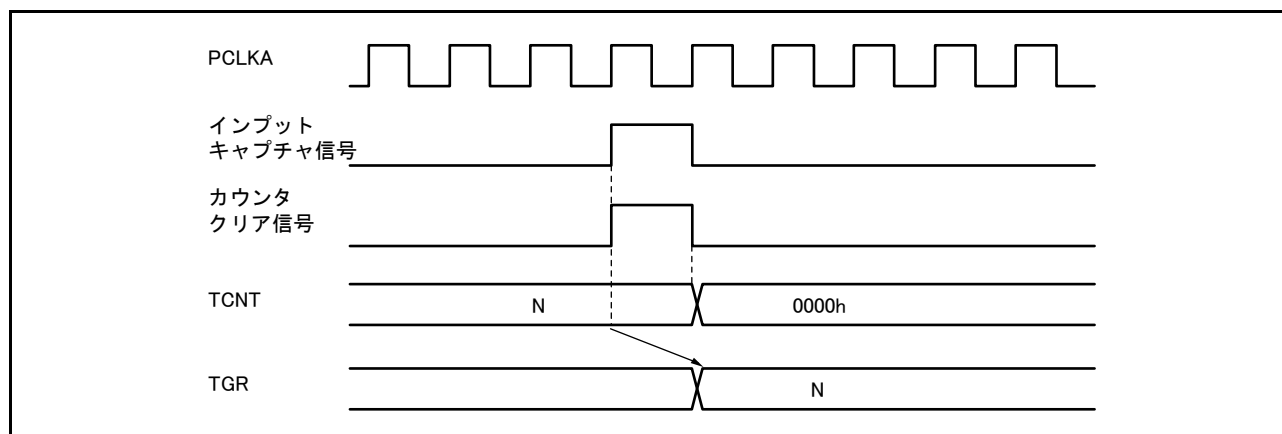 PCLKA
インプット
キャプチャ信号
カウンタ
クリア信号
TCNT
N
0000h
TGR
N